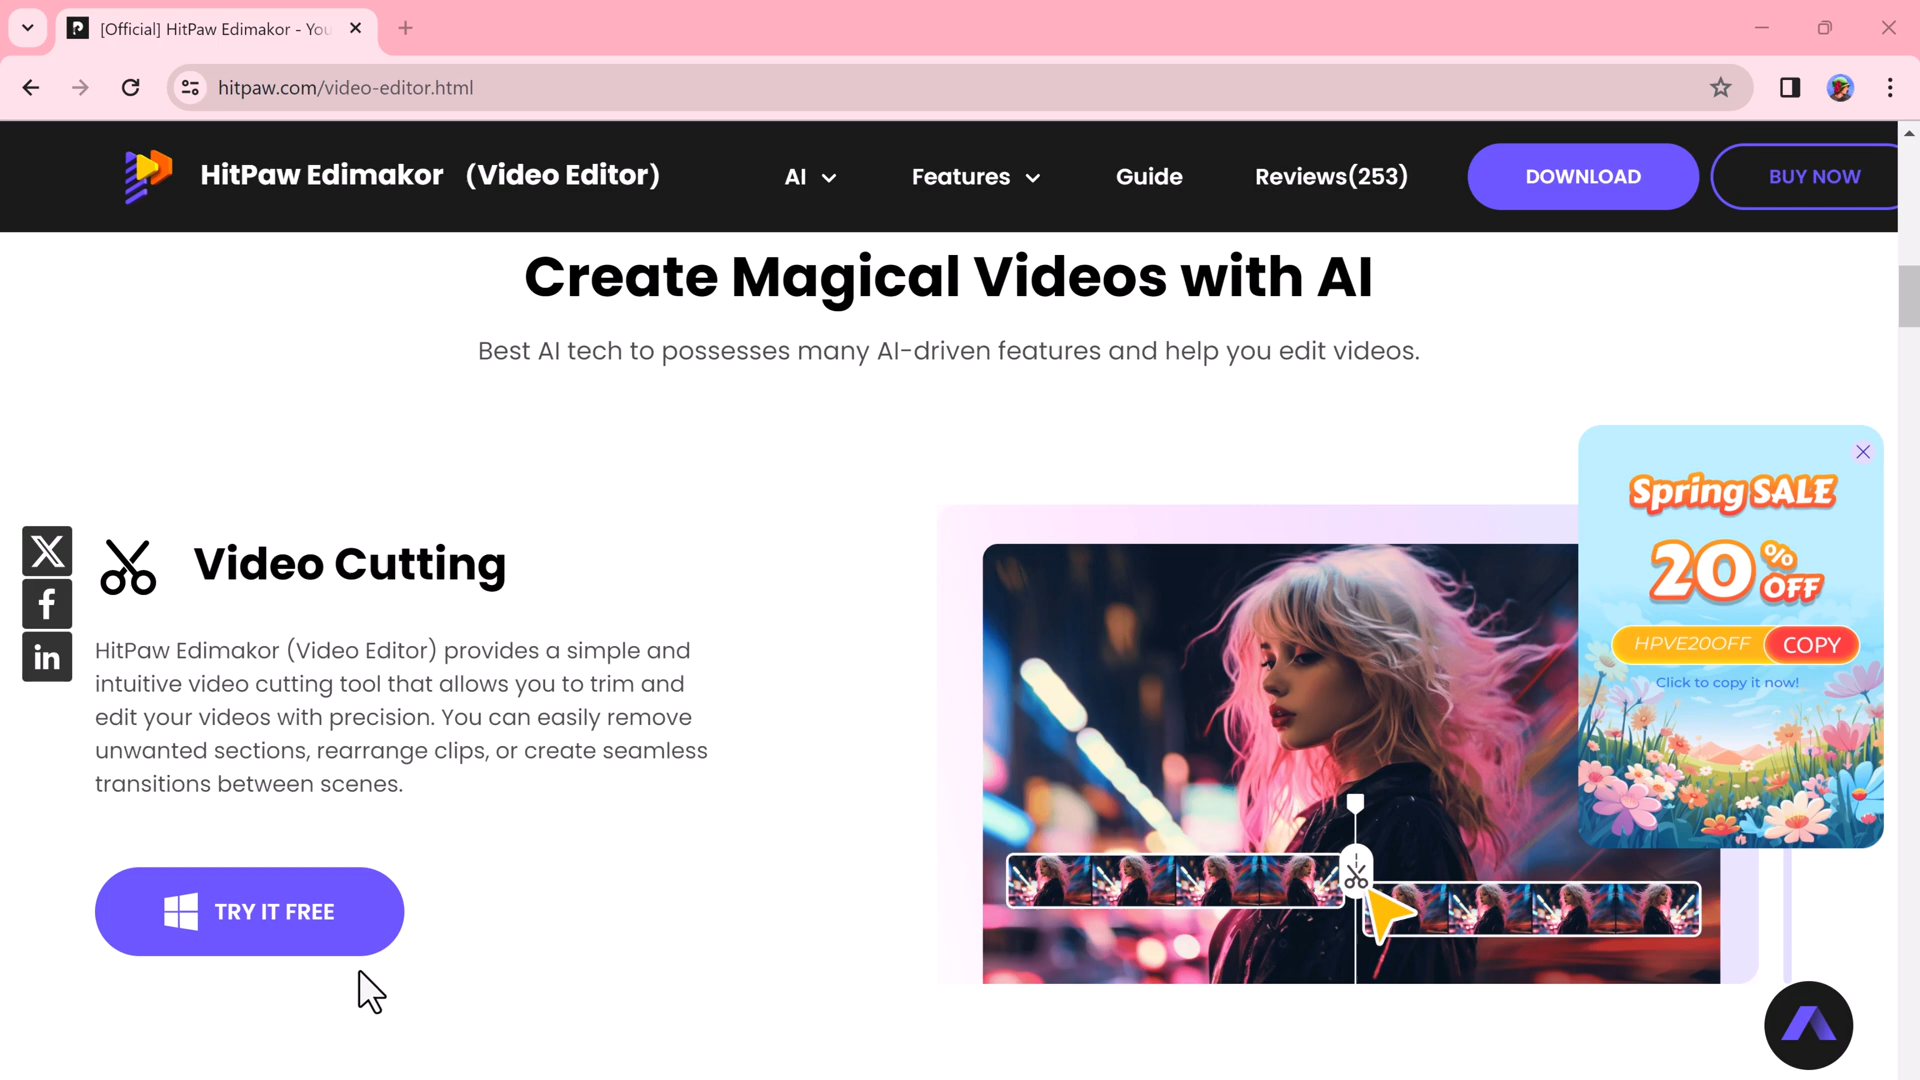 [Official] HitPaw Edimakor - You
hitpaw.com/video-editor.html
HitPaw Edimakor (Video Editor)
AI
Features
Guide
Reviews(253)
DOWNLOAD
BUY NOW
Create Magical Videos with AI
Best AI tech to possesses many AI-driven features and help you edit videos.
Spring SALE
20% OFF
HPVE20OFF COPY
Click to copy it now!
Video Cutting
HitPaw Edimakor (Video Editor) provides a simple and
intuitive video cutting tool that allows you to trim and
edit your videos with precision. You can easily remove
unwanted sections, rearrange clips, or create seamless
transitions between scenes.
TRY IT FREE